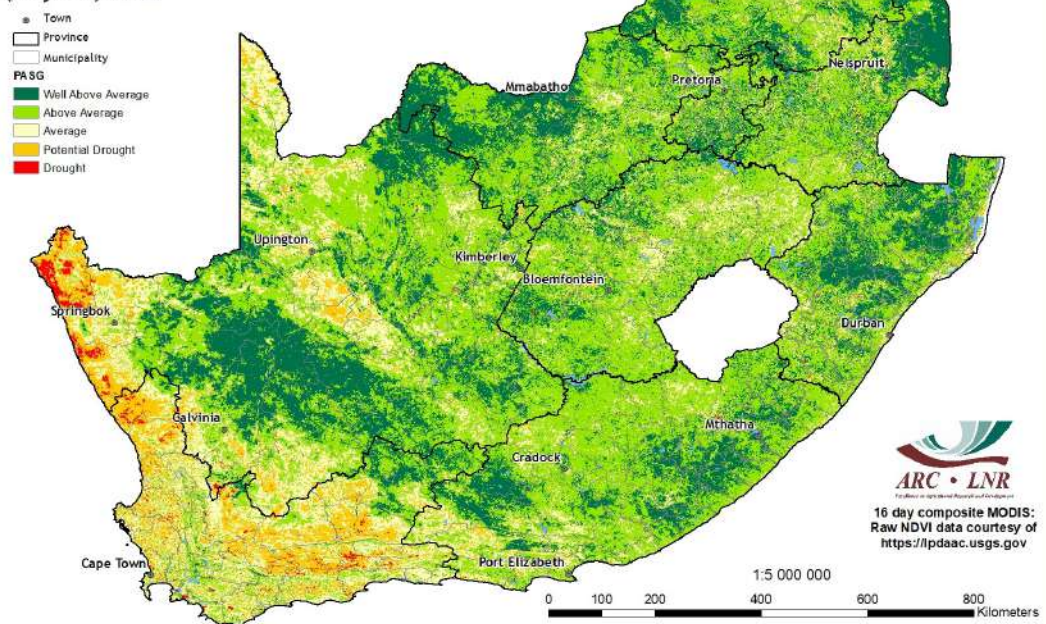 Town
Province
Municipality
PASG
Well Above Average
Above Average
Average
Potential Drought
Drought
Mmabatho
Pretoria
Nelspruit
Upington
Kimberley
Bloemfontein
Springbok
Durban
Calvinia
Mthatha
Cradock
Cape Town
Port Elizabeth
ARC • LNR
16 day composite MODIS:
Raw NDVI data courtesy of
https://lpdaac.usgs.gov
1:5 000 000
0 100 200 400 600 800
Kilometers